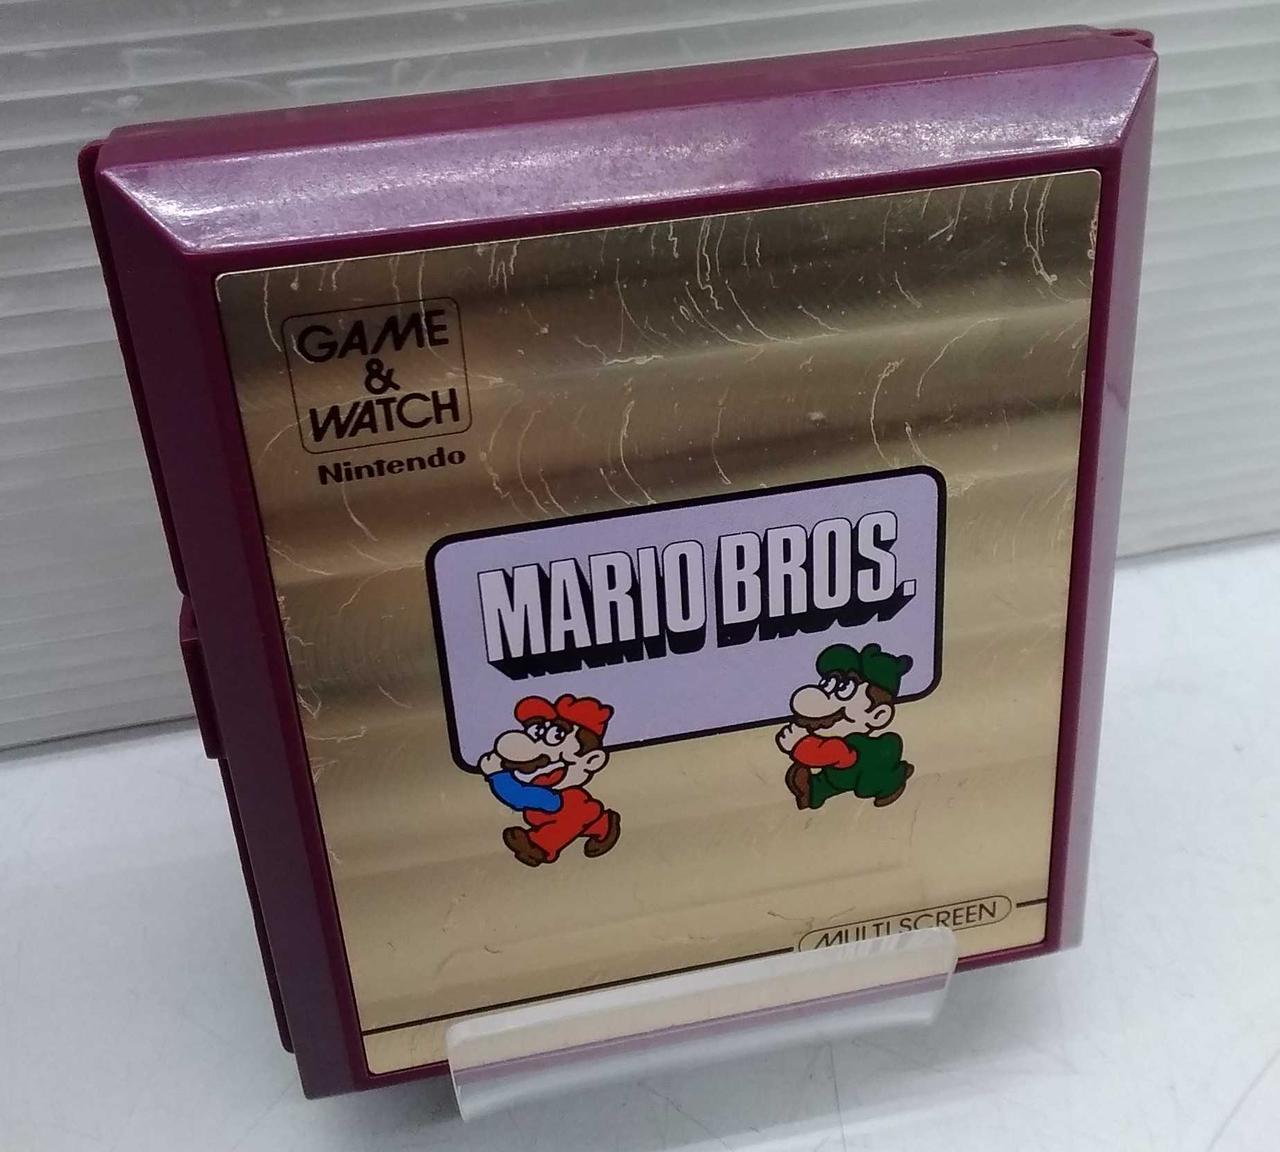 GAME
&
WATCH
Nintendo
MARIO BROS.
MULTI SCREEN